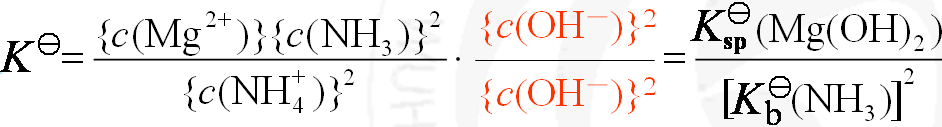 K⊖ = {c(Mg²⁺)}{c(NH₃)}² / {c(NH₄⁺)}² · {c(OH⁻)}² / {c(OH⁻)}² = K⊖sp(Mg(OH)₂) / [K⊖b(NH₃)]²